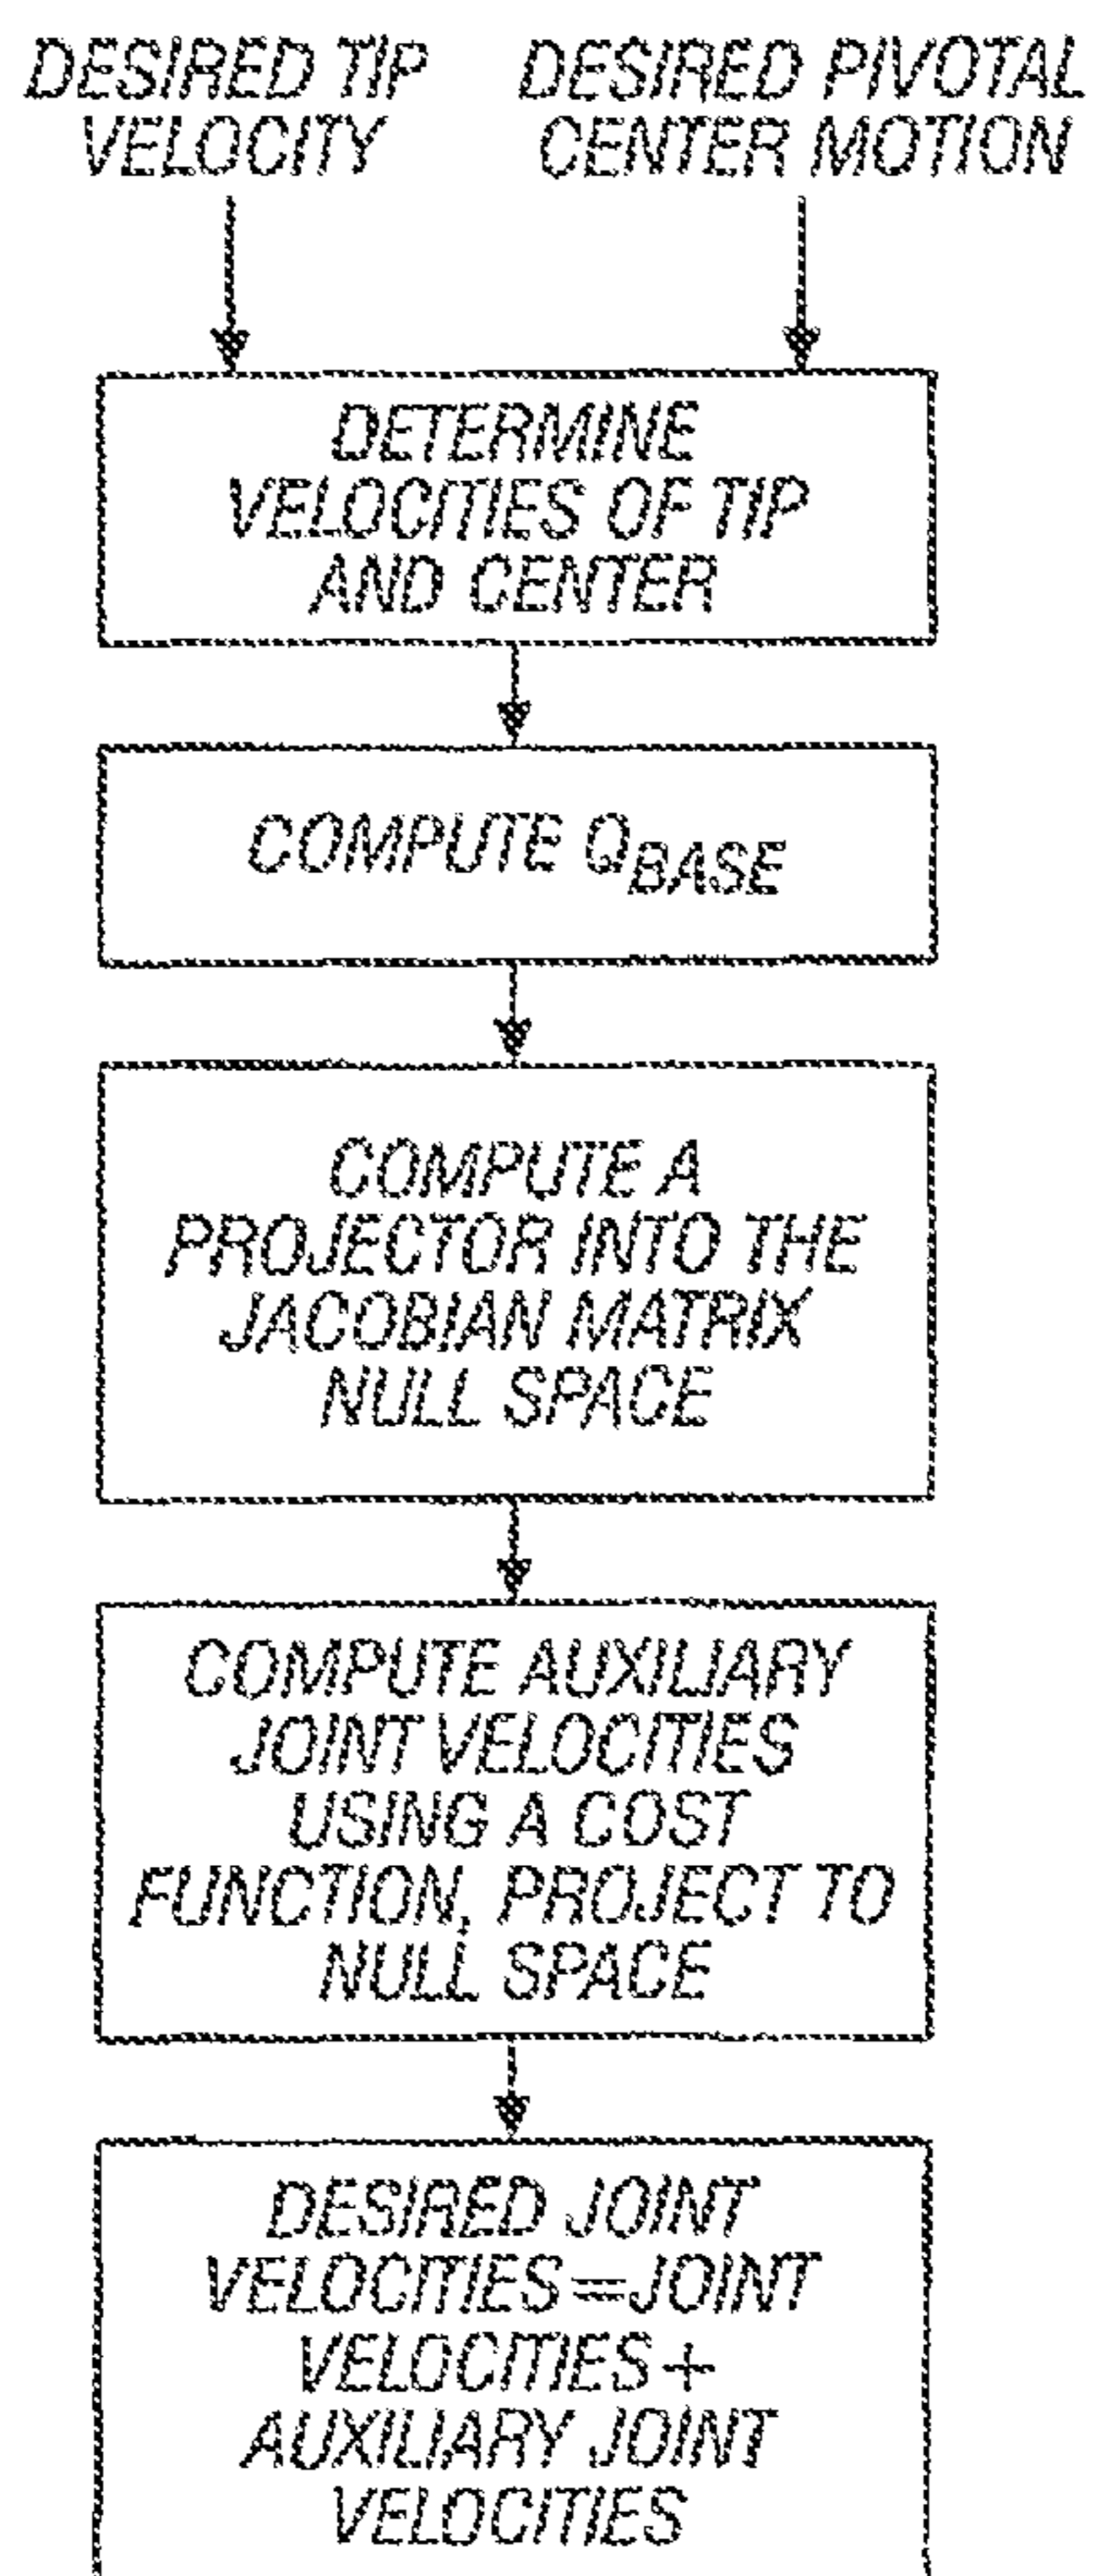 DESIRED TIP
VELOCITY
DESIRED PIVOTAL
CENTER MOTION
DETERMINE
VELOCITIES OF TIP
AND CENTER
COMPUTE QBASE
COMPUTE A
PROJECTOR INTO THE
JACOBIAN MATRIX
NULL SPACE
COMPUTE AUXILIARY
JOINT VELOCITIES
USING A COST
FUNCTION, PROJECT TO
NULL SPACE
DESIRED JOINT
VELOCITIES=JOINT
VELOCITIES+
AUXILIARY JOINT
VELOCITIES